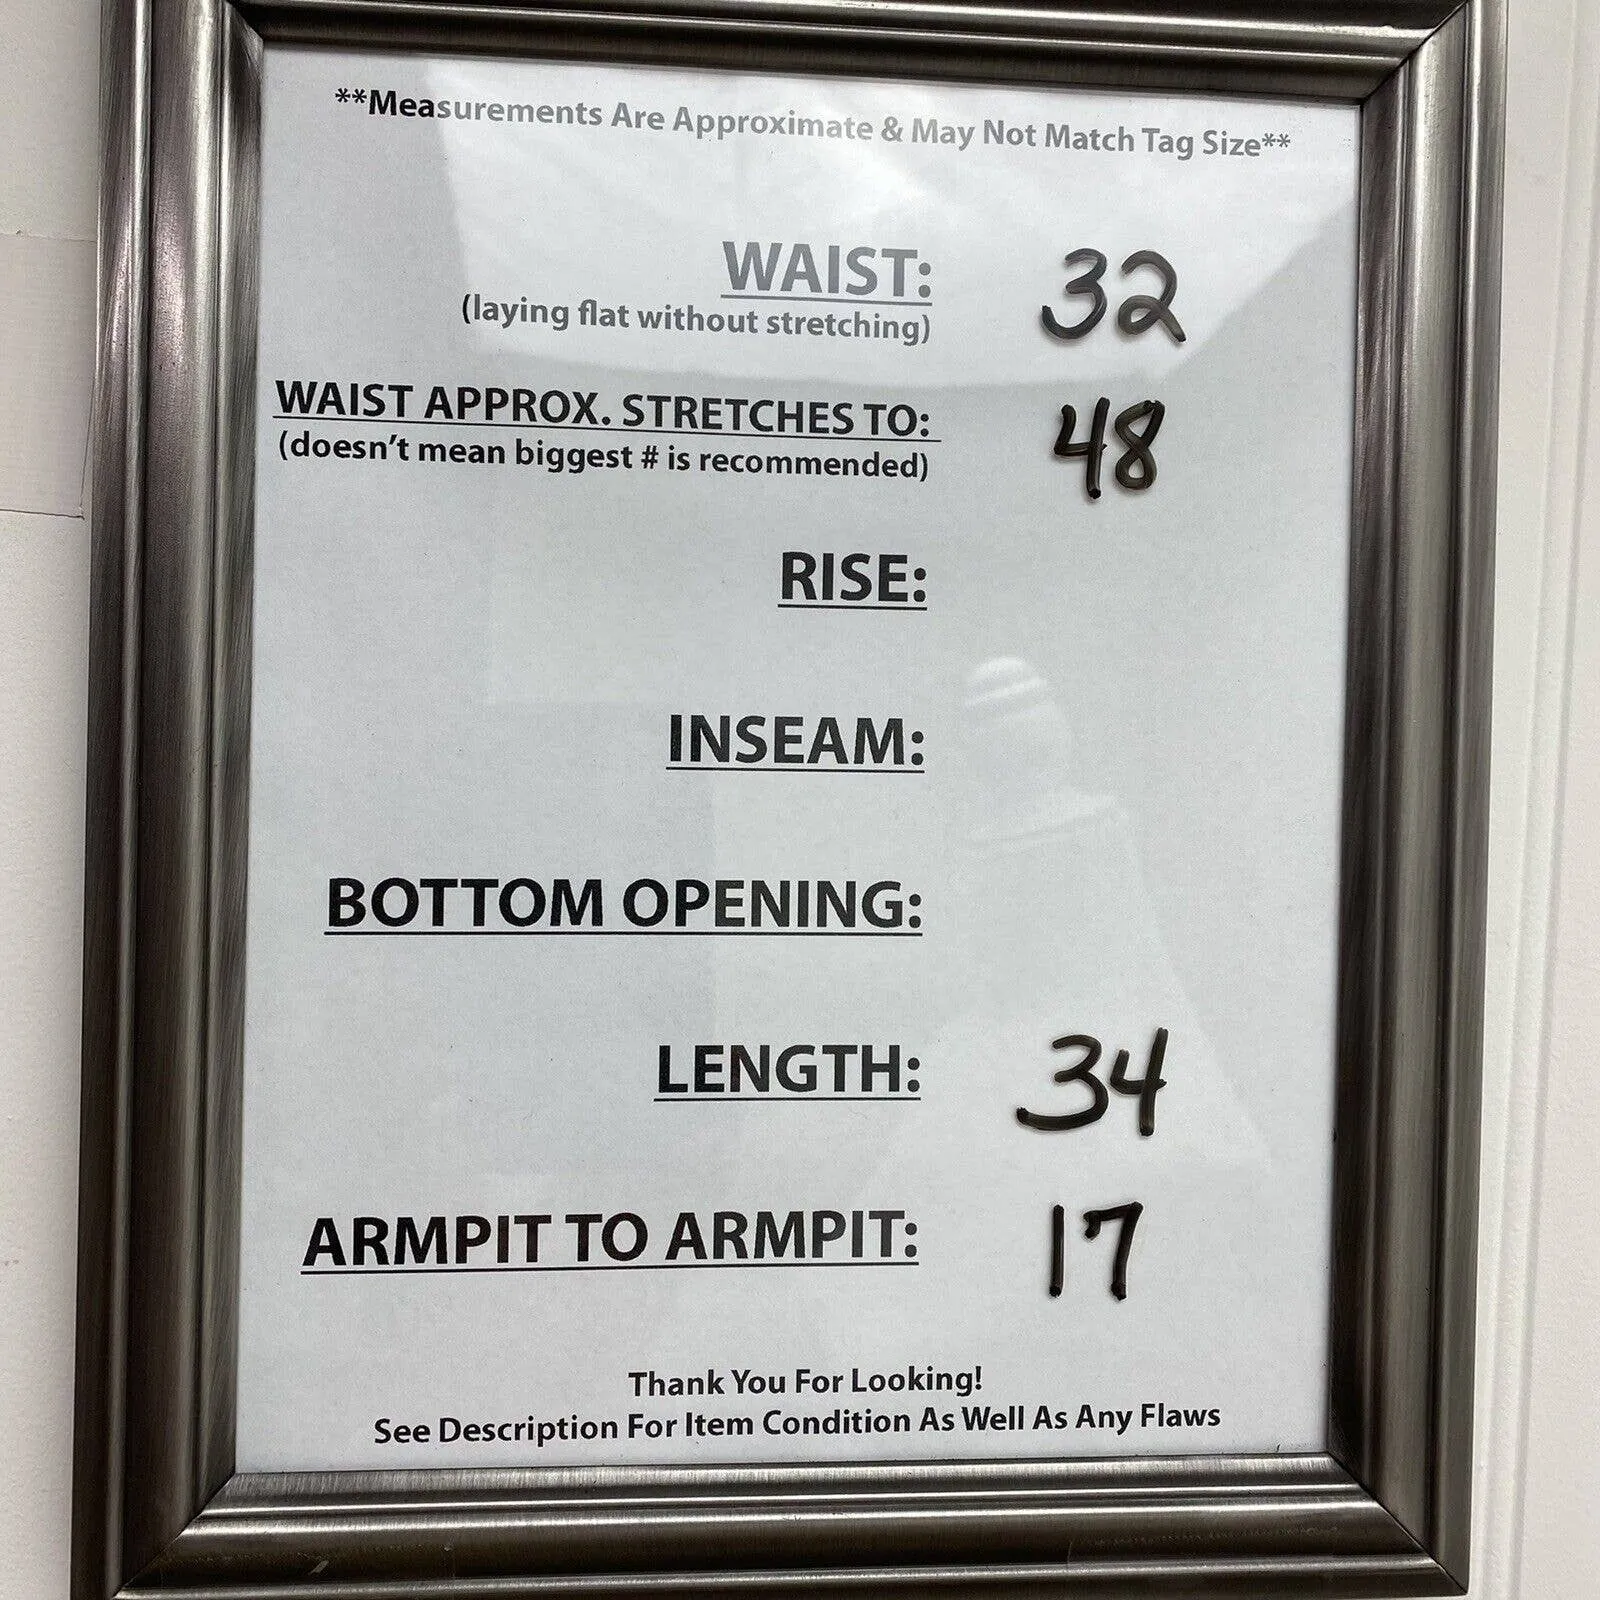 **Measurements Are Approximate & May Not Match Tag Size**
WAIST: 32
(laying flat without stretching)
WAIST APPROX. STRETCHES TO: 48
(doesn't mean biggest # is recommended)
RISE:
INSEAM:
BOTTOM OPENING:
LENGTH: 34
ARMPIT TO ARMPIT: 17
Thank You For Looking!
See Description For Item Condition As Well As Any Flaws